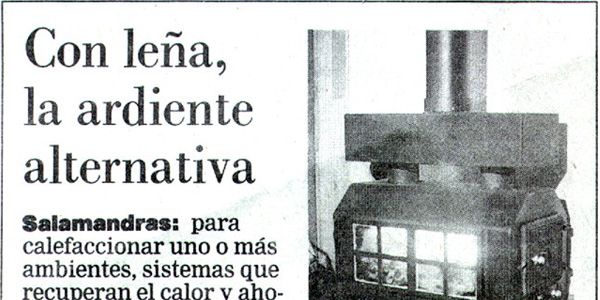 Con leña,
la ardiente
alternativa
Salamandras: para
calefaccionar uno o más
ambientes, sistemas que
recuperan el calor y aho-